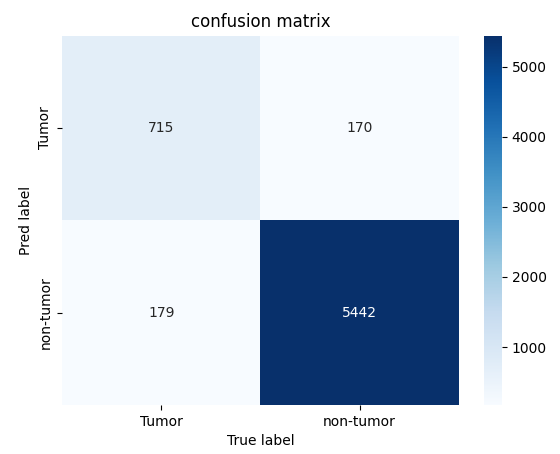 confusion matrix
Tumor
715
170
5000
4000
3000
2000
1000
Pred label
non-tumor
179
5442
Tumor
non-tumor
True label